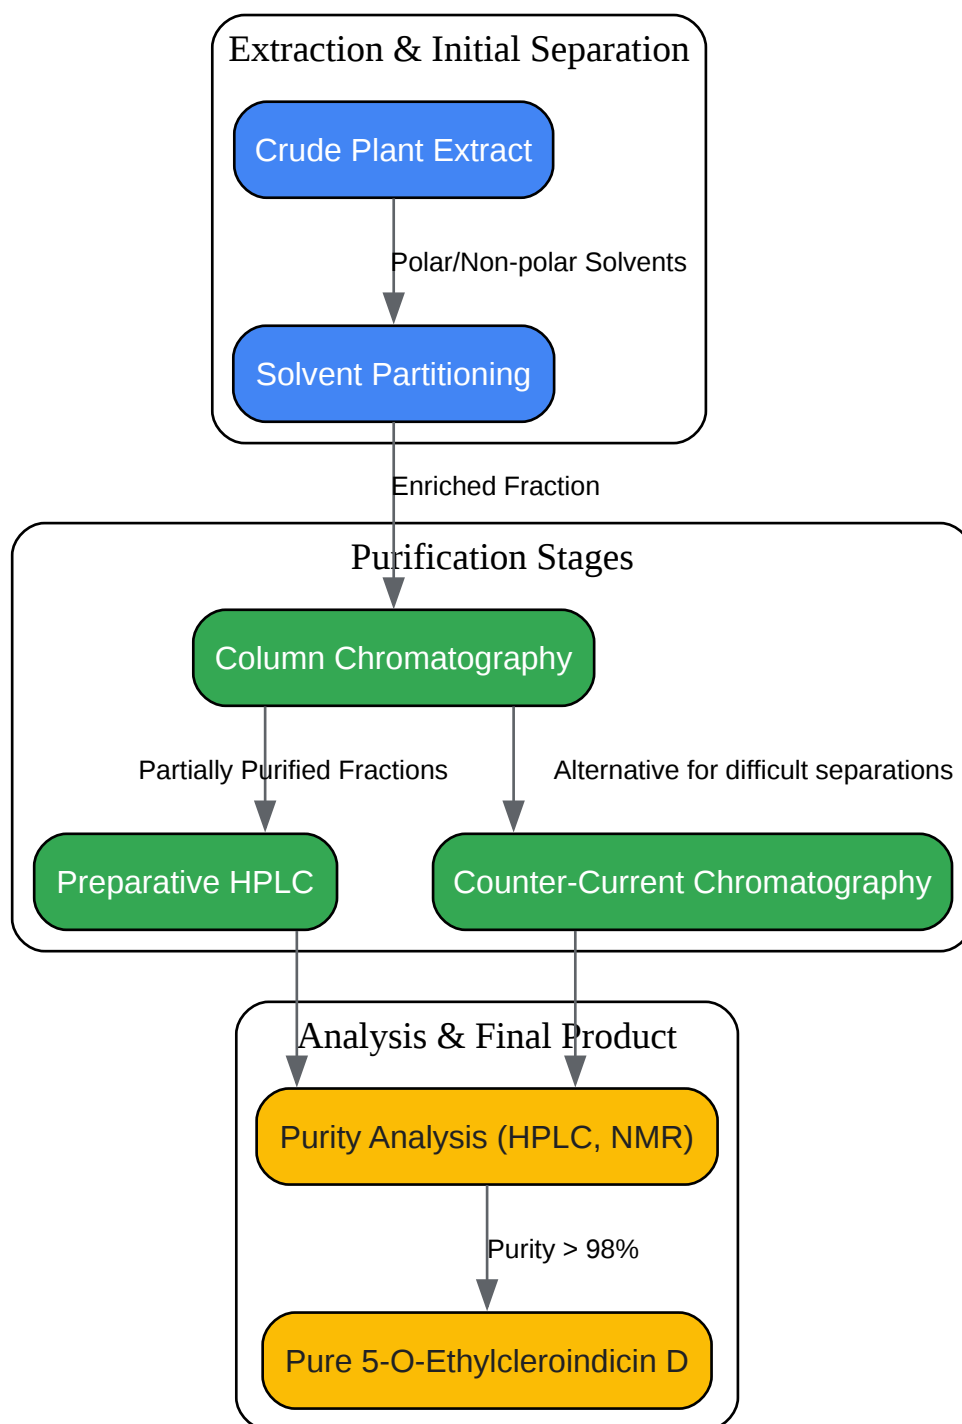 Extraction & Initial Separation
Crude Plant Extract
Polar/Non-polar Solvents
Solvent Partitioning
Enriched Fraction
Purification Stages
Column Chromatography
Partially Purified Fractions
Alternative for difficult separations
Preparative HPLC
Counter-Current Chromatography
Analysis & Final Product
Purity Analysis (HPLC, NMR)
Purity > 98%
Pure 5-O-Ethylcleroindicin D